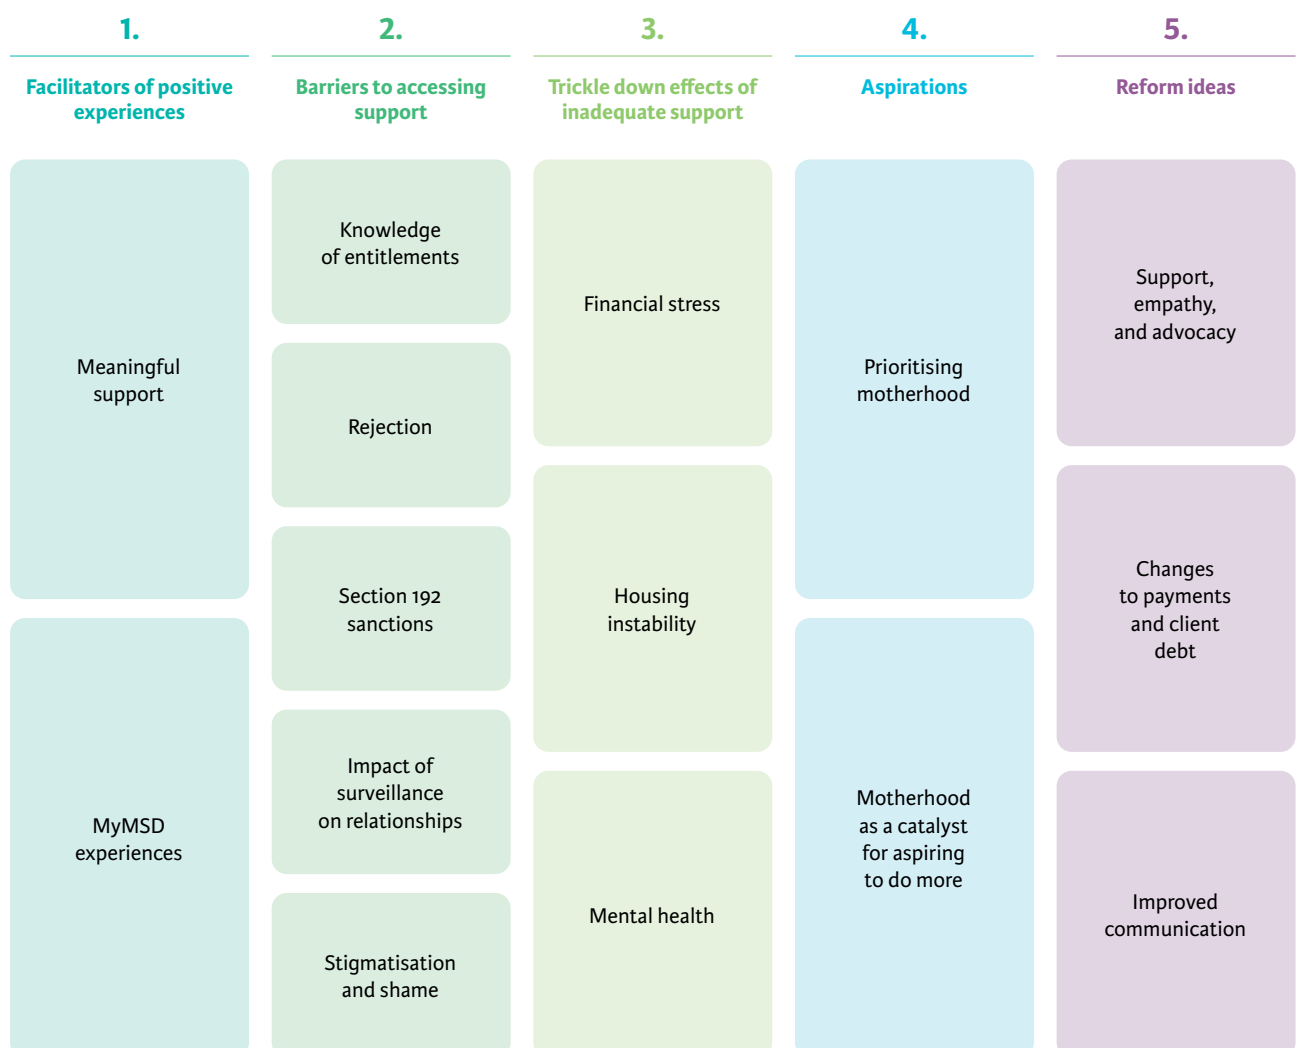 1.
Facilitators of positive
experiences
Meaningful
support
MyMSD
experiences
2.
Barriers to accessing
support
Knowledge
of entitlements
Rejection
Section 192
sanctions
Impact of
surveillance
on relationships
Stigmatisation
and shame
3.
Trickle down effects of
inadequate support
Financial stress
Housing
instability
Mental health
4.
Aspirations
Prioritising
motherhood
Motherhood
as a catalyst
for aspiring
to do more
5.
Reform ideas
Support,
empathy,
and advocacy
Changes
to payments
and client
debt
Improved
communication